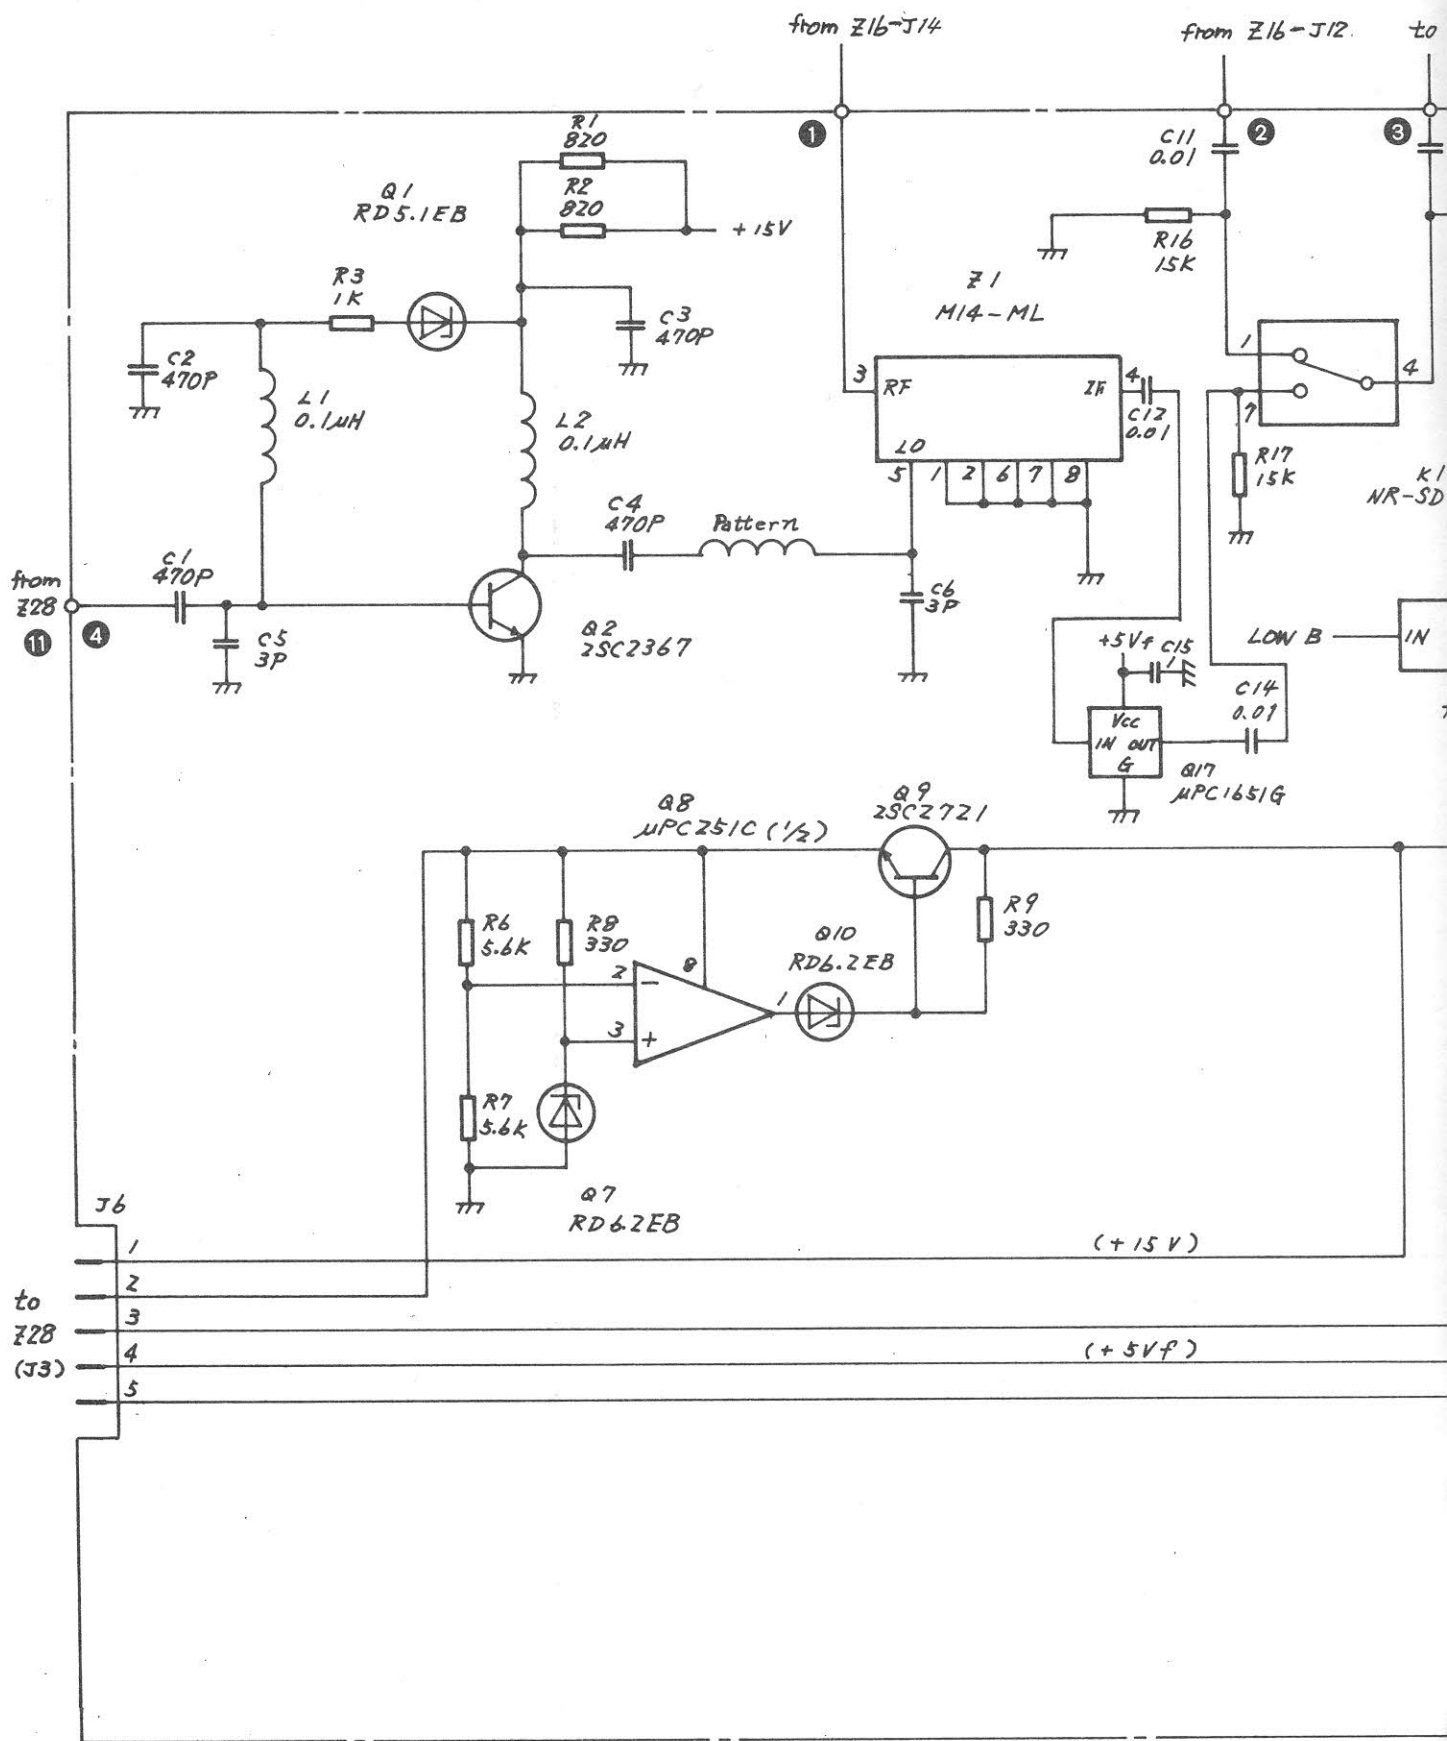 from Z16-J14
from Z16-J12.
to
1
2
3
R1
820
C11
0.01
Q1
RD5.1EB
R2
820
+15V
R16
15K
R3
1K
Z1
M14-ML
C3
470P
C2
470P
1
4
7
3
RF
IF
4
L1
0.1μH
L2
0.1μH
C12
0.01
LO
5
1
2
6
7
8
R17
15K
K1
NR-SD
C4
470P
Pattern
C1
470P
from
Z28
11
4
C5
3P
Q2
2SC2367
C6
3P
LOW B
IN
+5Vf
C15
C14
0.01
Vcc
IN OUT
G
Q17
μPC1651G
Q8
μPC251C (1/2)
Q9
2SC2721
R6
5.6K
R8
330
R9
330
Q10
RD6.2EB
8
2
−
1
3
+
R7
5.6K
Q7
RD6.2EB
J6
1
(+15V)
2
to
Z28
(J3)
3
4
(+5Vf)
5